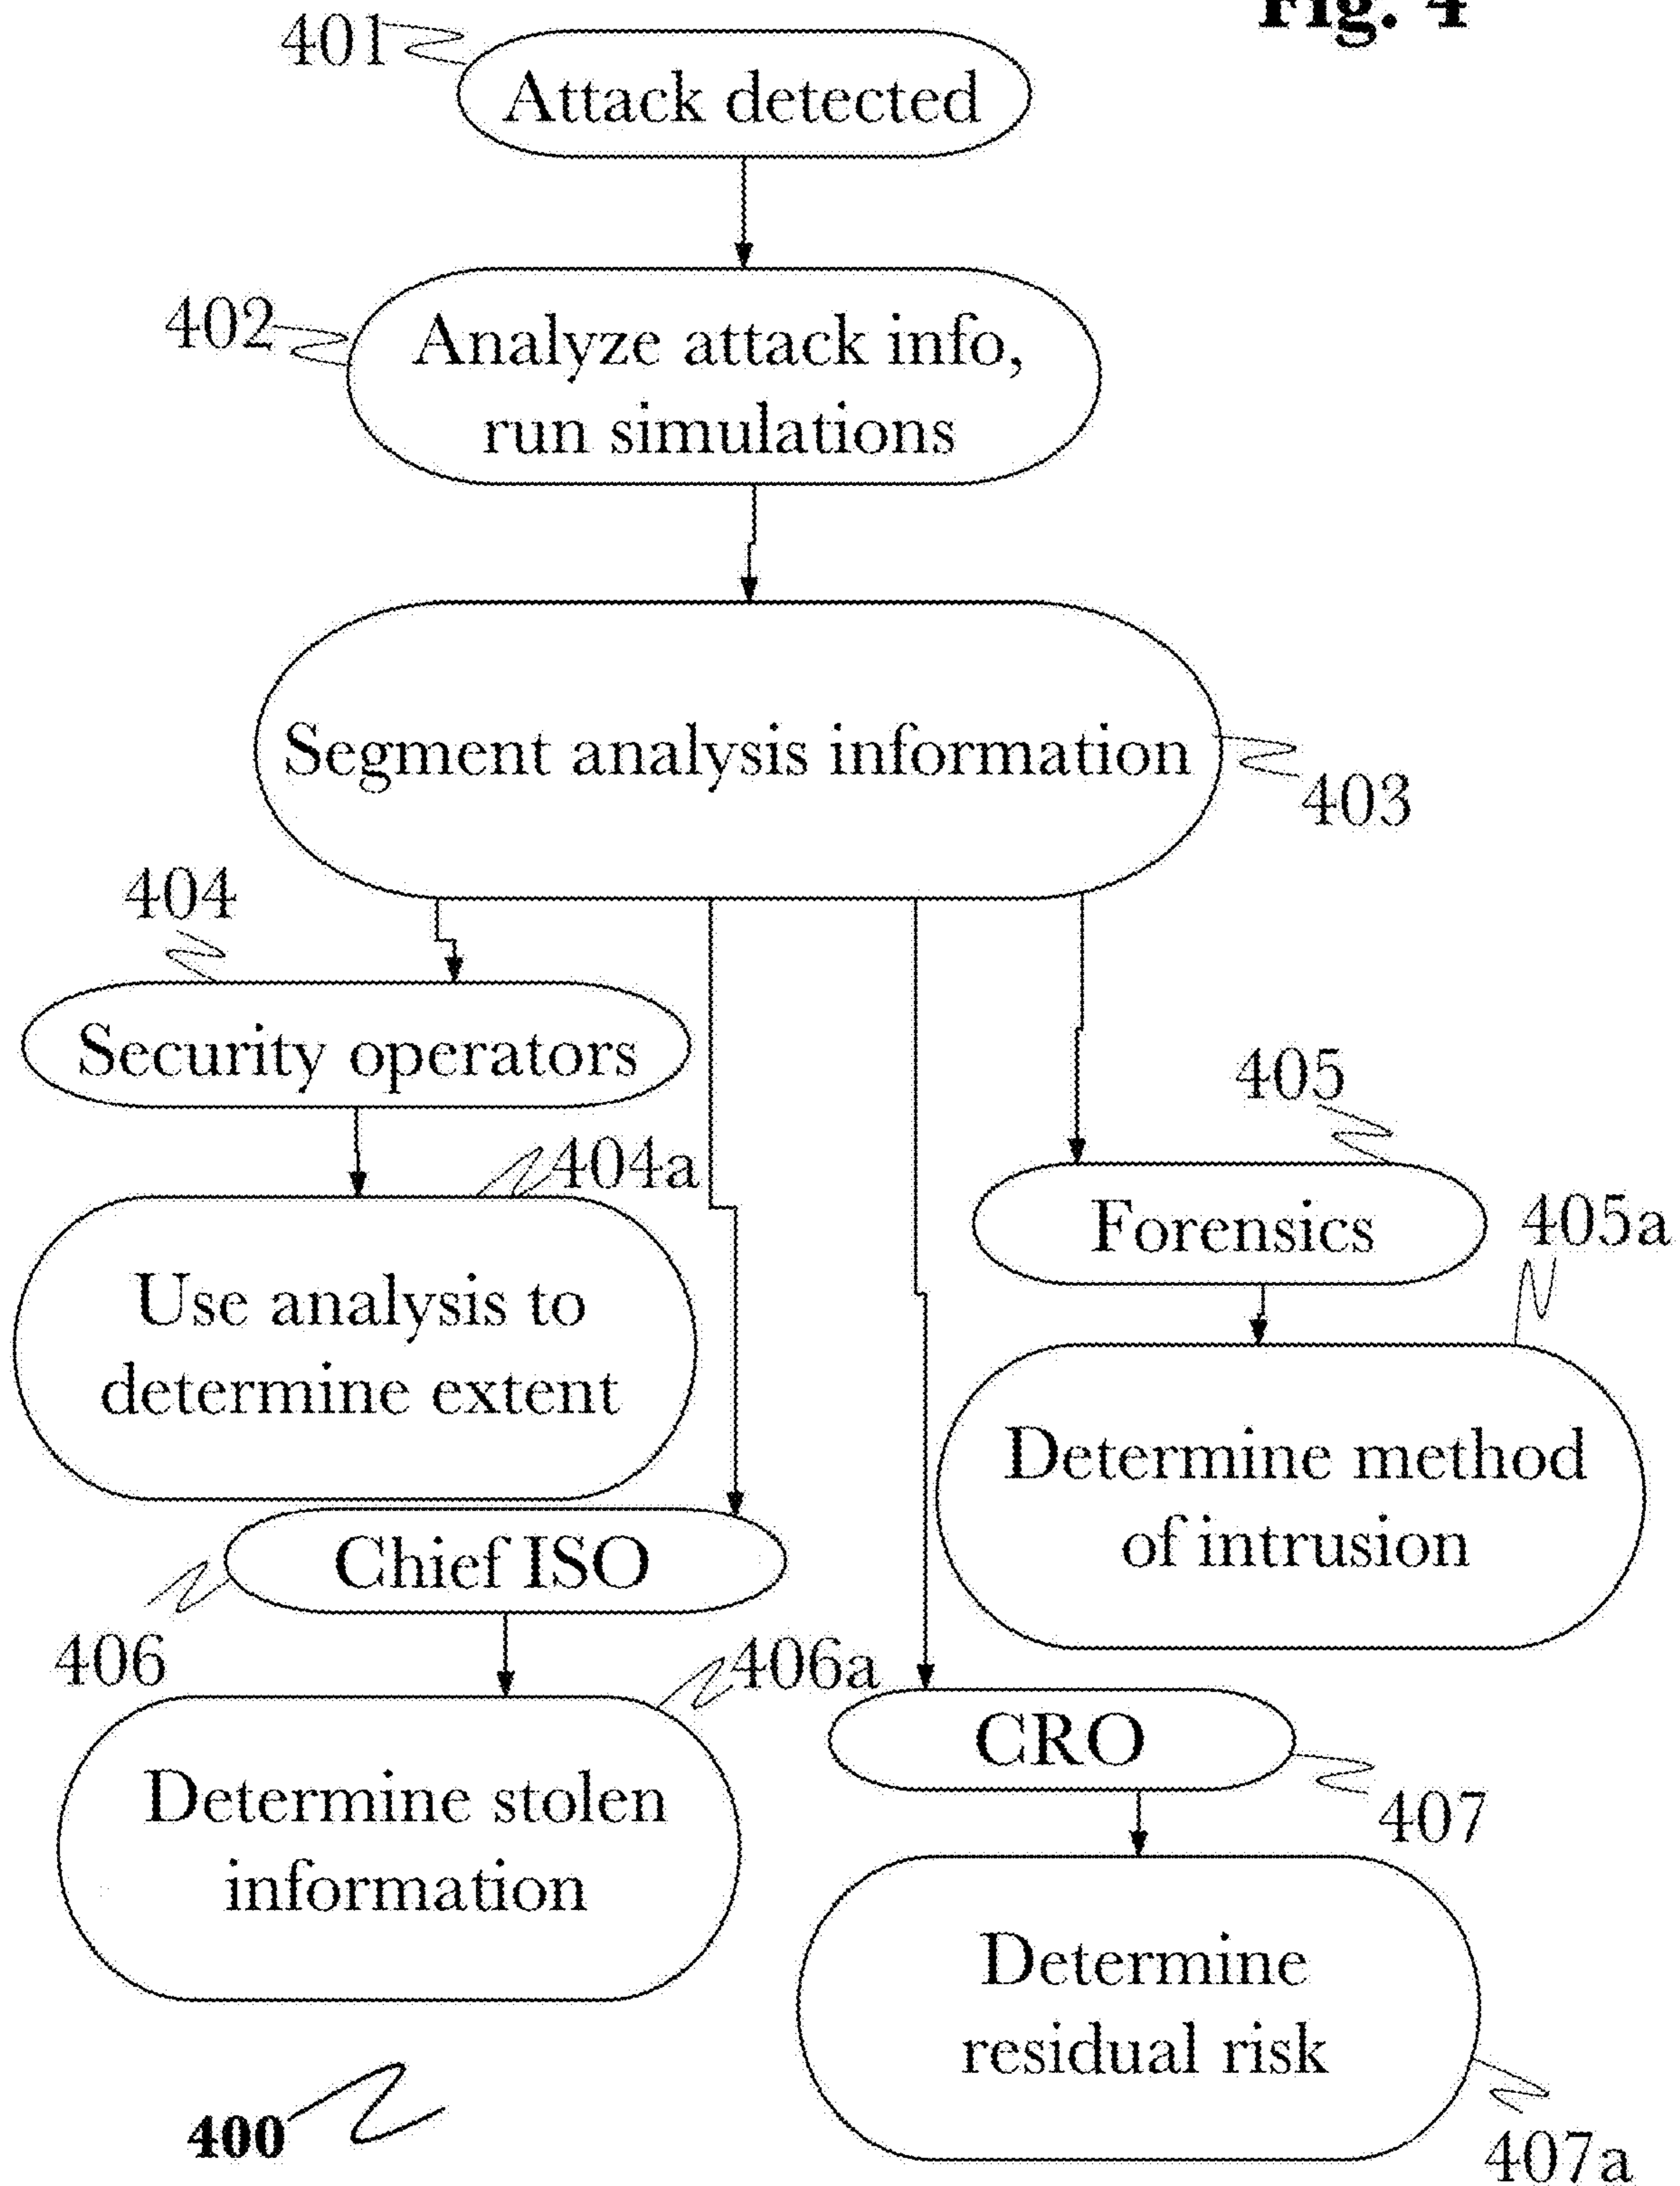 Fig. 4
401
Attack detected
402
Analyze attack info,
run simulations
Segment analysis information
403
404
Security operators
404a
Use analysis to
determine extent
405
Forensics
405a
Determine method
of intrusion
Chief ISO
406
406a
Determine stolen
information
CRO
407
Determine
residual risk
407a
400